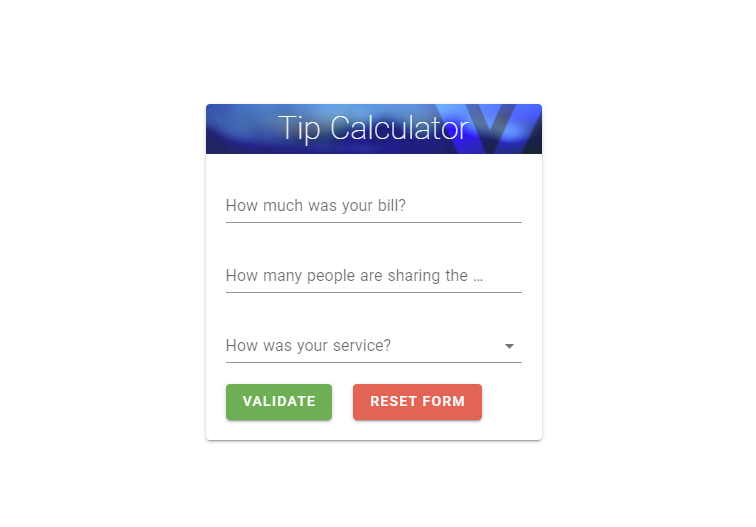 Tip Calculator
How much was your bill?
How many people are sharing the ...
How was your service?
VALIDATE
RESET FORM